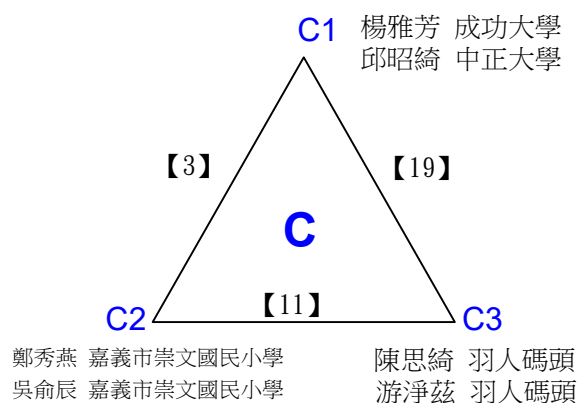 C1 楊雅芳 成功大學
邱昭綺 中正大學
【3】 【19】
C
【11】
C2 C3
鄭秀燕 嘉義市崇文國民小學 陳思綺 羽人碼頭
吳俞辰 嘉義市崇文國民小學 游淨茲 羽人碼頭